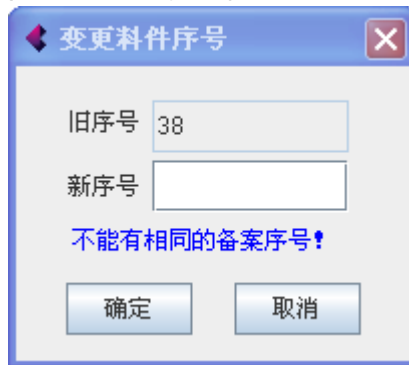 变更料件序号
旧序号 38
新序号
不能有相同的备案序号！
确定 取消